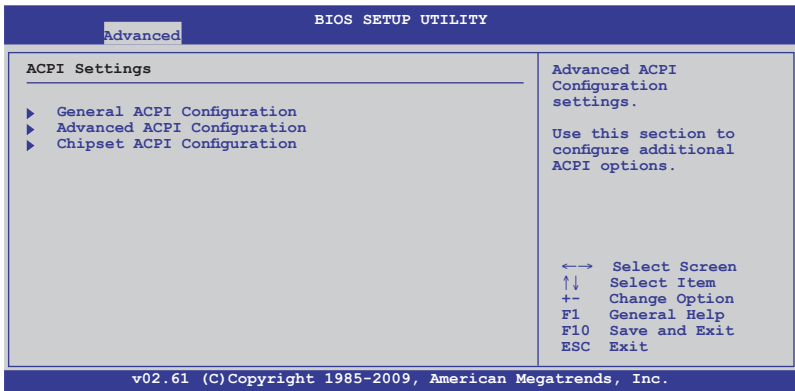 BIOS SETUP UTILITY
Advanced
ACPI Settings
General ACPI Configuration
Advanced ACPI Configuration
Chipset ACPI Configuration
Advanced ACPI
Configuration
settings.
Use this section to
configure additional
ACPI options.
←→ Select Screen
↑↓ Select Item
+- Change Option
F1 General Help
F10 Save and Exit
ESC Exit
v02.61 (C)Copyright 1985-2009, American Megatrends, Inc.